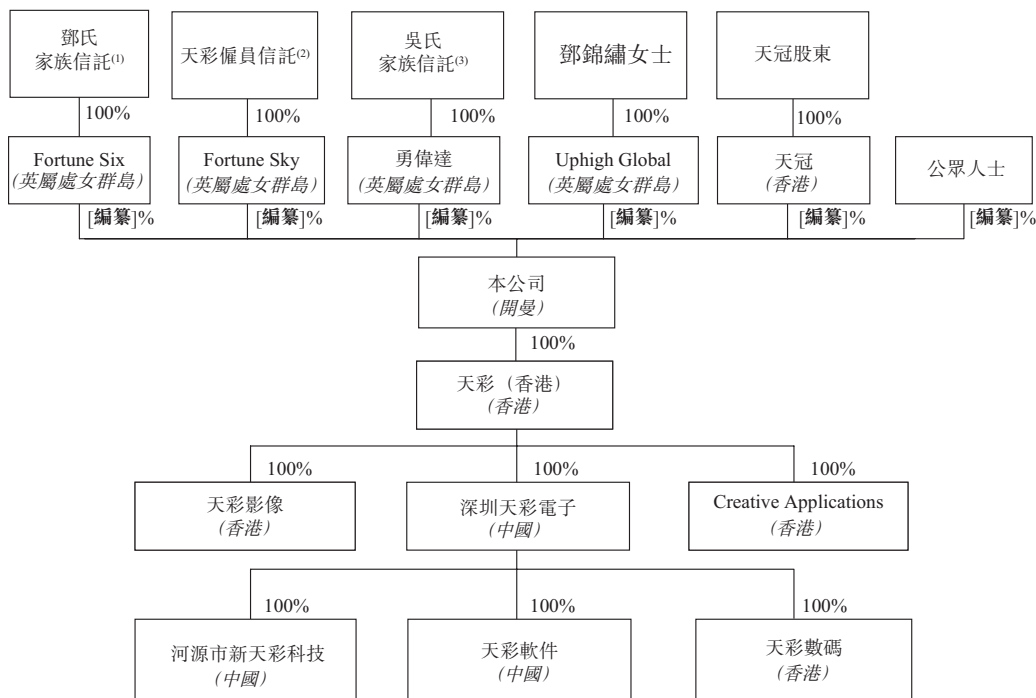 鄧氏
家族信託(1)
天彩僱員信託(2)
吳氏
家族信託(3)
鄧錦繡女士
天冠股東
100%
100%
100%
100%
100%
Fortune Six
(英屬處女群島)
Fortune Sky
(英屬處女群島)
勇偉達
(英屬處女群島)
Uphigh Global
(英屬處女群島)
天冠
(香港)
公眾人士
[編纂]%
[編纂]%
[編纂]%
[編纂]%
[編纂]%
[編纂]%
本公司
(開曼)
100%
天彩（香港）
(香港)
100%
100%
100%
天彩影像
(香港)
深圳天彩電子
(中國)
Creative Applications
(香港)
100%
100%
100%
河源市新天彩科技
(中國)
天彩軟件
(中國)
天彩數碼
(香港)